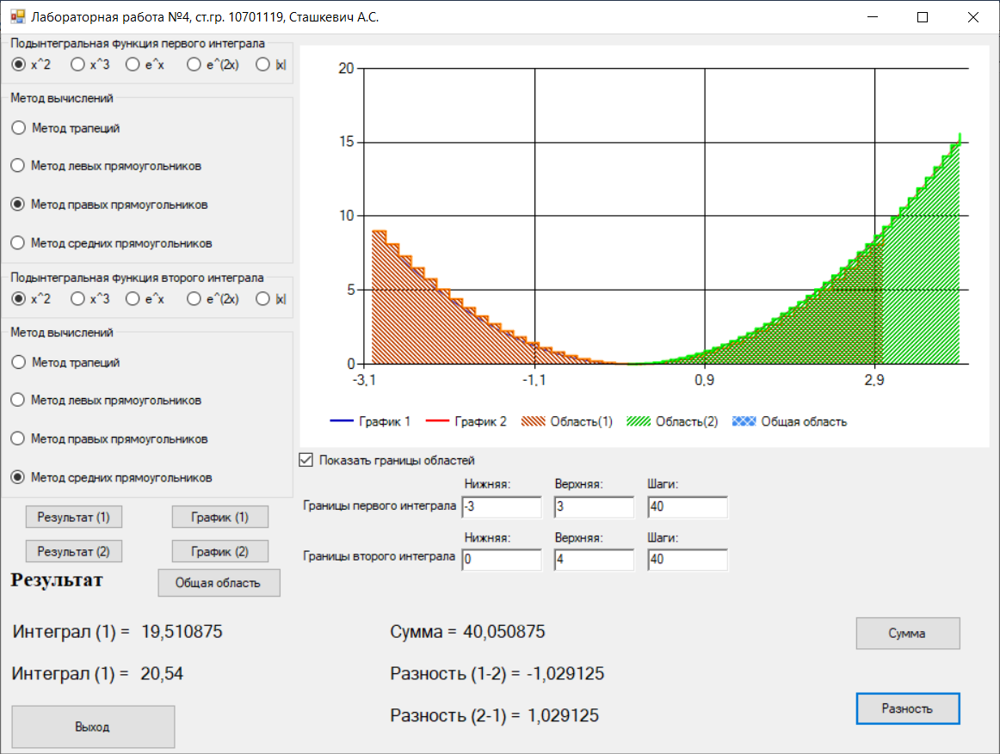 Лабораторная работа №4, ст.гр. 10701119, Сташкевич А.С.
Подынтегральная функция первого интеграла
x^2 x^3 e^x e^(2x) |x|
Метод вычислений
Метод трапеций
Метод левых прямоугольников
Метод правых прямоугольников
Метод средних прямоугольников
Подынтегральная функция второго интеграла
x^2 x^3 e^x e^(2x) |x|
Метод вычислений
Метод трапеций
Метод левых прямоугольников
Метод правых прямоугольников
Метод средних прямоугольников
Результат (1) График (1)
Результат (2) График (2)
Результат Общая область
20
15
10
5
0
-3,1 -1,1 0,9 2,9
График 1 График 2 Область(1) Область(2) Общая область
Показать границы областей
Нижняя: Верхняя: Шаги:
Границы первого интеграла -3 3 40
Нижняя: Верхняя: Шаги:
Границы второго интеграла 0 4 40
Интеграл (1) = 19,510875 Сумма = 40,050875 Сумма
Интеграл (1) = 20,54 Разность (1-2) = -1,029125
Разность (2-1) = 1,029125 Разность
Выход